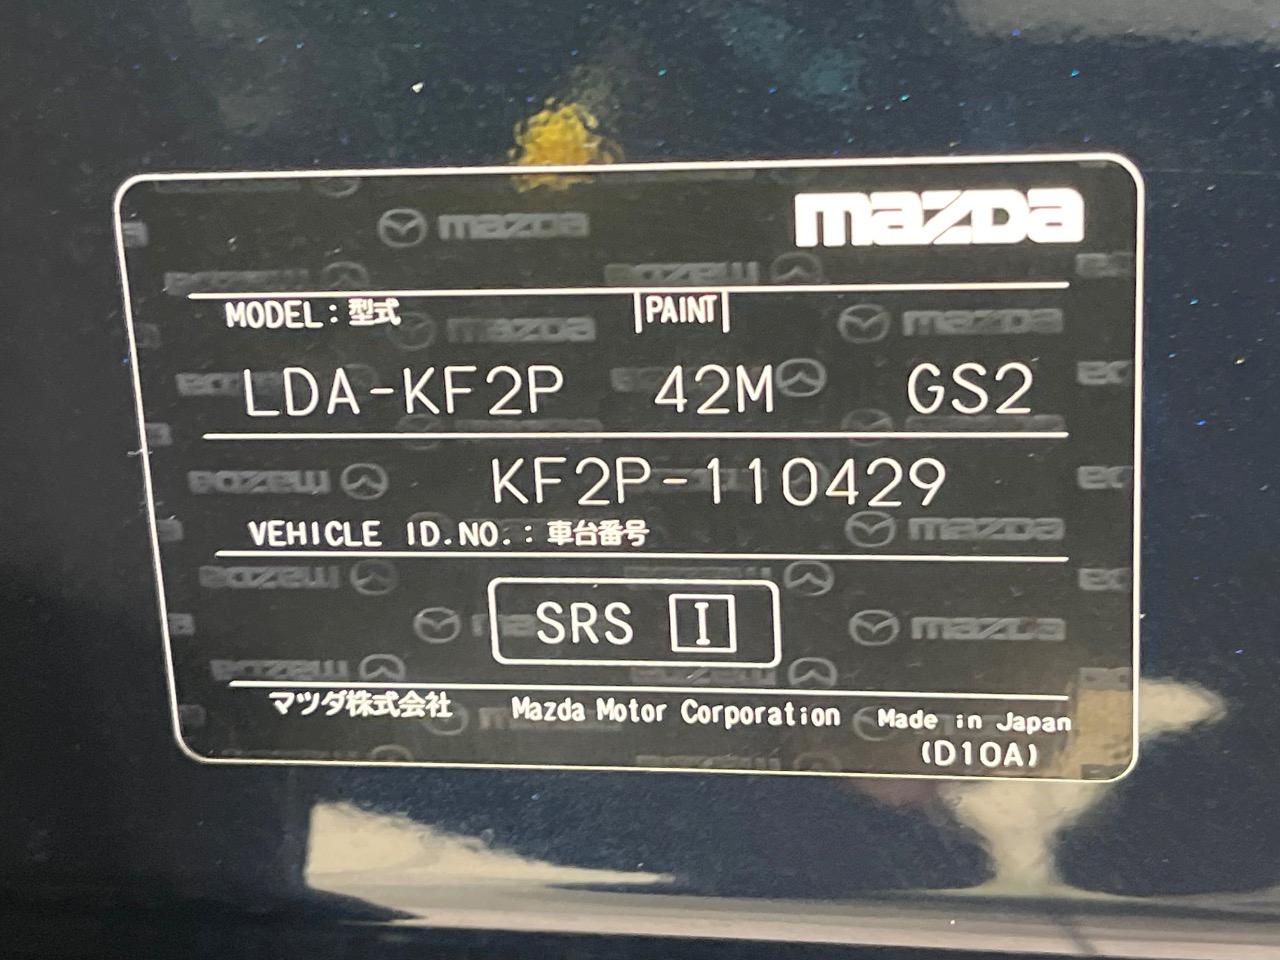 mazda
MODEL：型式 PAINT
LDA-KF2P 42M GS2
KF2P-110429
VEHICLE ID.NO.：車台番号
SRS I
マツダ株式会社 Mazda Motor Corporation Made in Japan
(D10A)